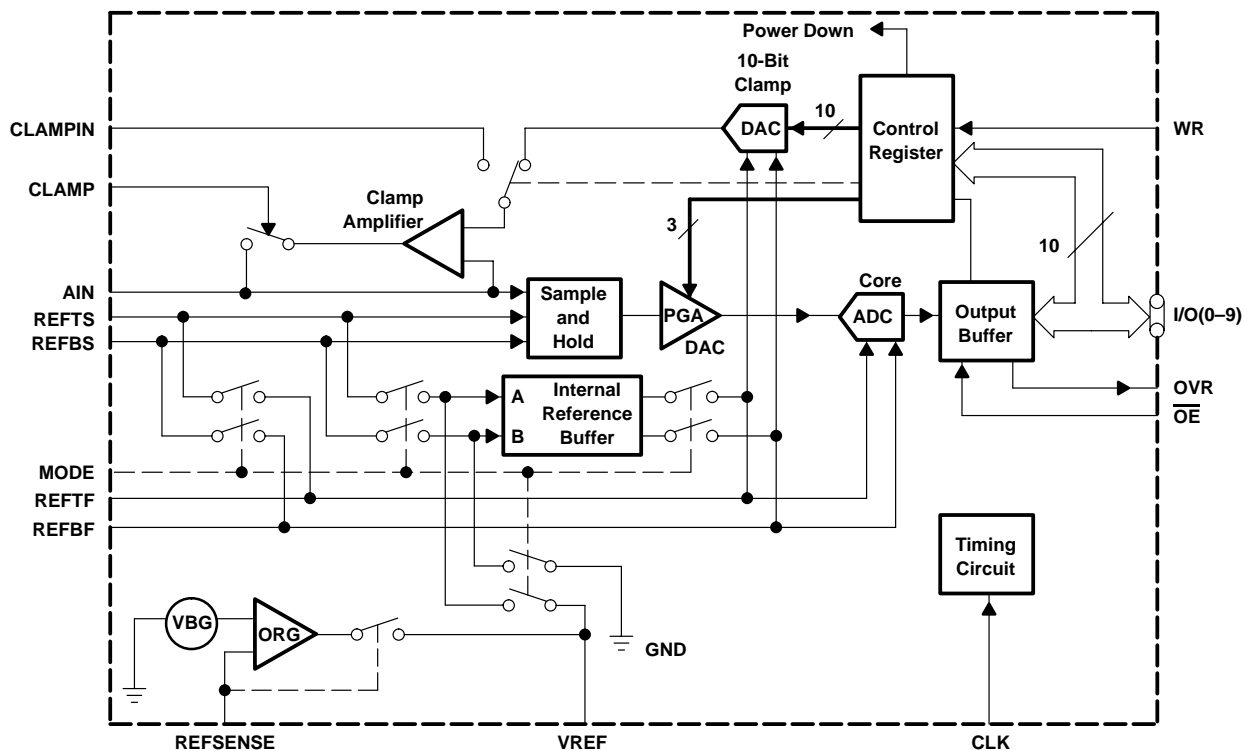 Power Down
10-Bit
Clamp
CLAMPIN
DAC
10
Control
Register
WR
CLAMP
Clamp
Amplifier
3
10
AIN
REFTS
REFBS
Sample
and
Hold
PGA
DAC
Core
ADC
Output
Buffer
I/O(0–9)
OVR
OE
A
B
Internal
Reference
Buffer
MODE
REFTF
REFBF
Timing
Circuit
VBG
ORG
GND
REFSENSE
VREF
CLK